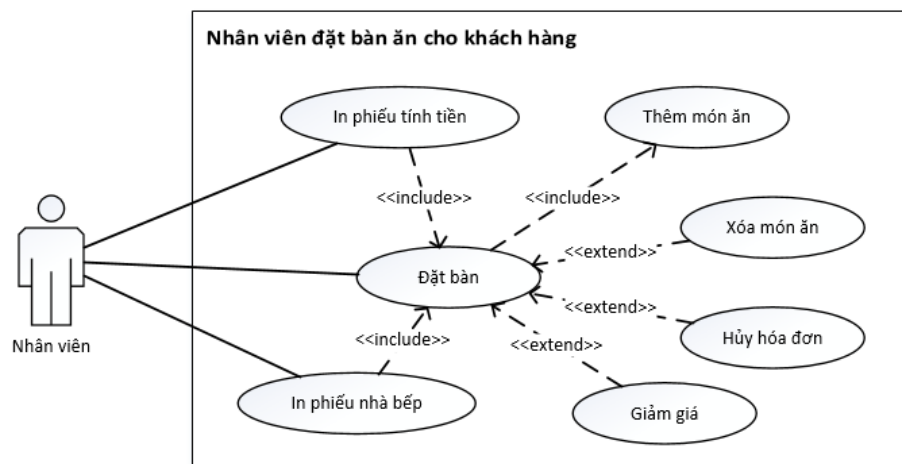 Nhân viên đặt bàn ăn cho khách hàng
In phiếu tính tiền
Thêm món ăn
<<include>>
<<include>>
Xóa món ăn
<<extend>>
Đặt bàn
<<extend>>
Nhân viên
<<include>>
<<extend>>
Hủy hóa đơn
In phiếu nhà bếp
Giảm giá